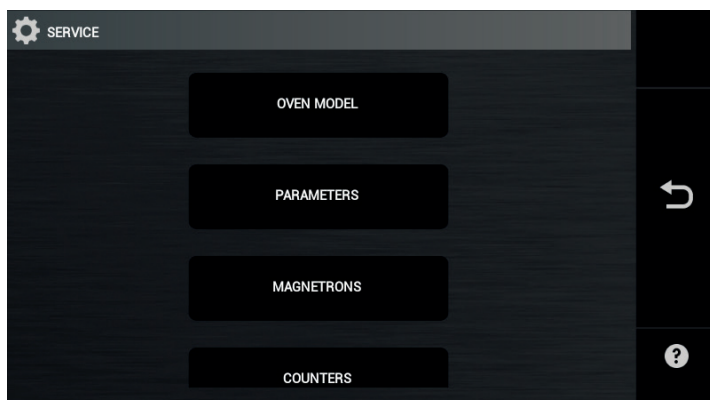 SERVICE
OVEN MODEL
PARAMETERS
MAGNETRONS
COUNTERS
?